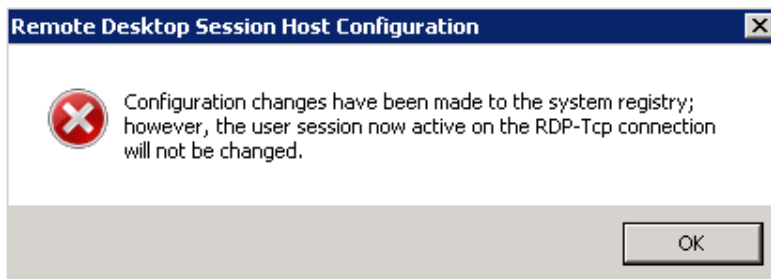 Remote Desktop Session Host Configuration
Configuration changes have been made to the system registry;
however, the user session now active on the RDP-Tcp connection
will not be changed.
OK